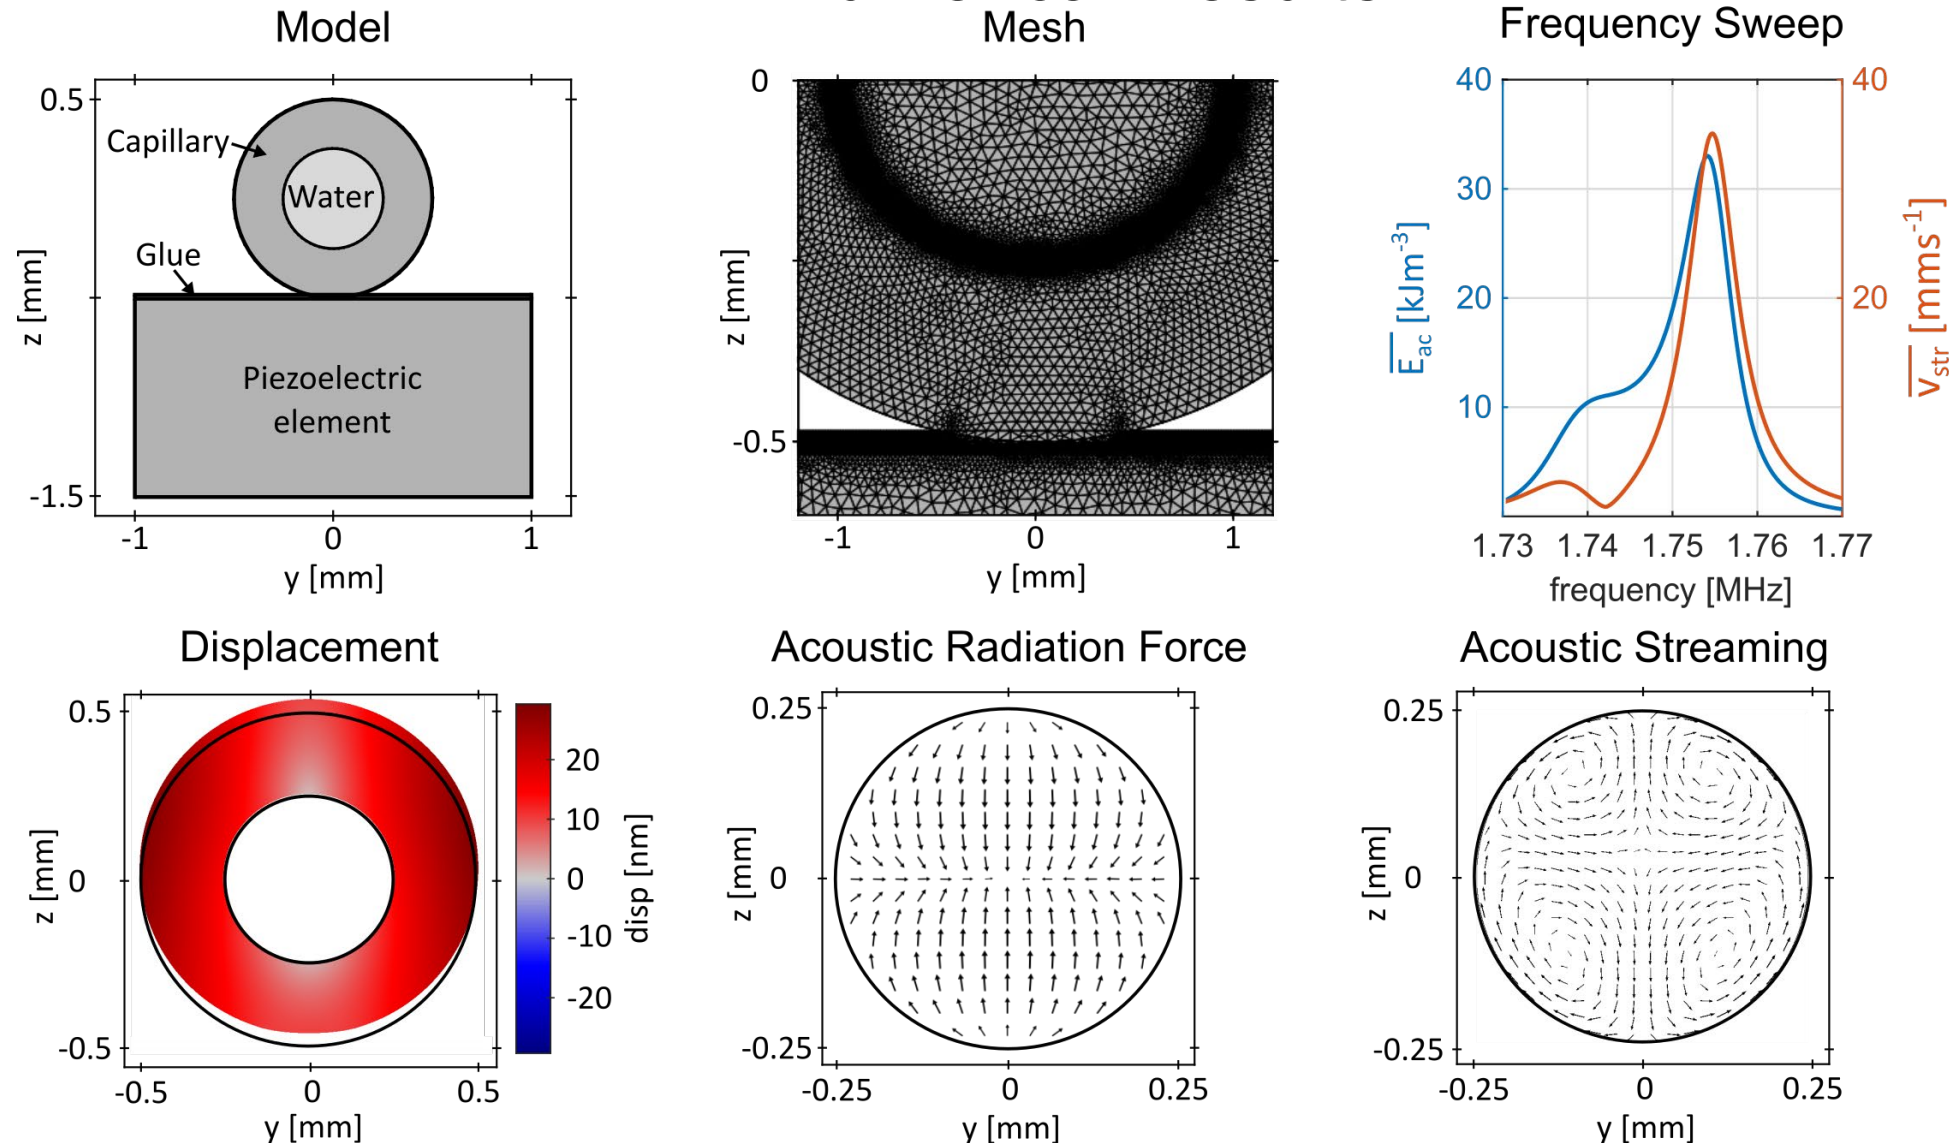 Model
0.5
-1.5
Capillary
Water
Glue
Piezoelectric
element
z [mm]
-1
0
1
y [mm]
Mesh
0
-0.5
z [mm]
-1
0
1
y [mm]
Frequency Sweep
40
30
20
10
E_ac [kJm^-3]
40
20
v_str [mms^-1]
1.73
1.74
1.75
1.76
1.77
frequency [MHz]
Displacement
0.5
0
-0.5
z [mm]
-0.5
0
0.5
y [mm]
20
10
0
-10
-20
disp [nm]
Acoustic Radiation Force
0.25
0
-0.25
z [mm]
-0.25
0
0.25
y [mm]
Acoustic Streaming
0.25
0
-0.25
z [mm]
-0.25
0
0.25
y [mm]